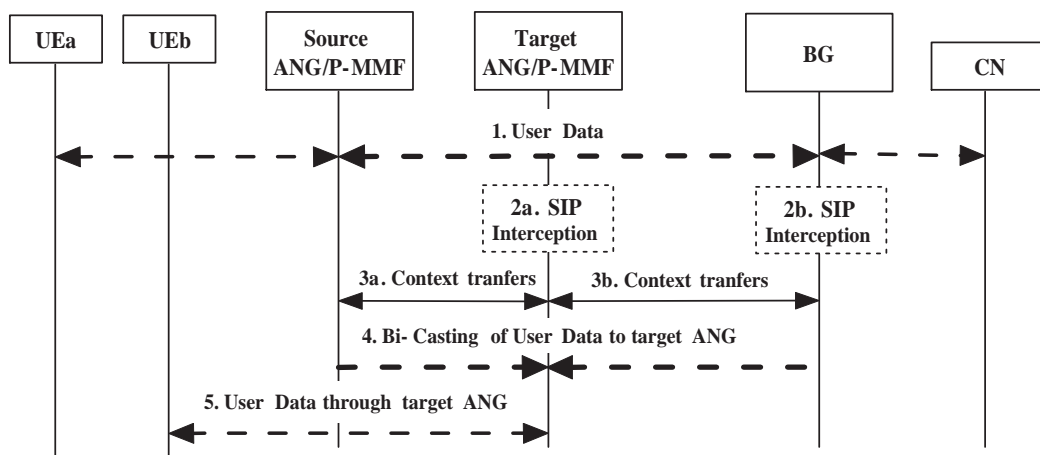 UEa
UEb
Source
ANG/P-MMF
Target
ANG/P-MMF
BG
CN
1. User Data
2a. SIP
Interception
2b. SIP
Interception
3a. Context tranfers
3b. Context tranfers
4. Bi- Casting of User Data to target ANG
5. User Data through target ANG